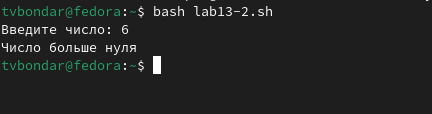 tvbondar@fedora:~$ bash lab13-2.sh
Введите число: 6
Число больше нуля
tvbondar@fedora:~$